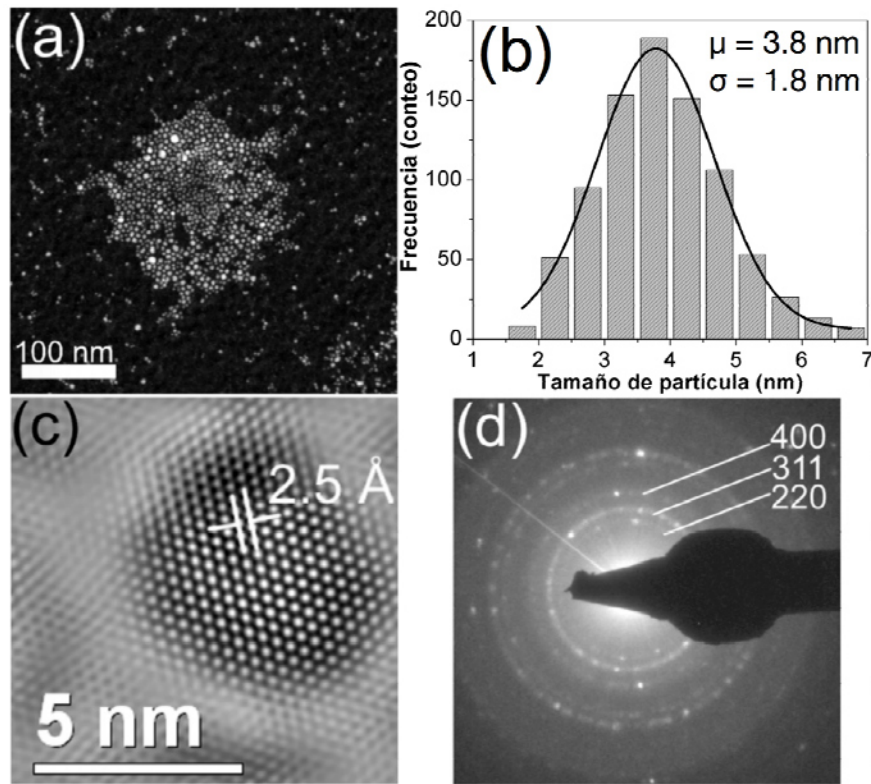 (a)
100 nm
(b)
μ = 3.8 nm
σ = 1.8 nm
200
150
100
50
0
Frecuencia (conteo)
1 2 3 4 5 6 7
Tamaño de partícula (nm)
(c)
2.5 Å
5 nm
(d)
400
311
220